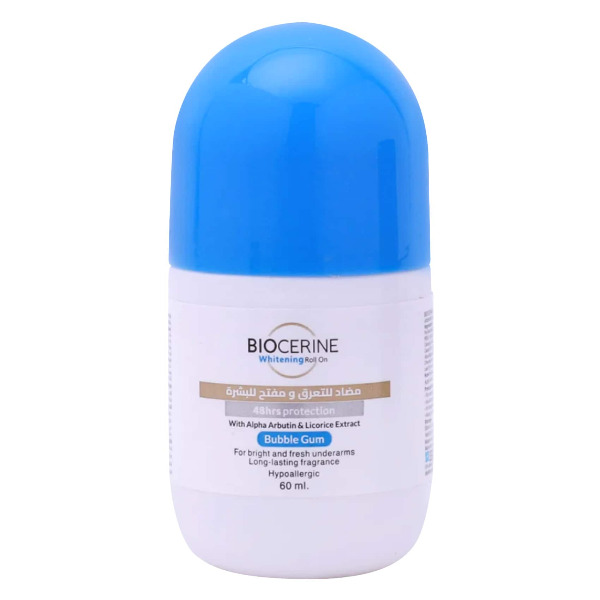 BIOCERINE
Whitening Roll On
مضاد للتعرق و مفتح للبشرة
48hrs protection
With Alpha Arbutin & Licorice Extract
Bubble Gum
For bright and fresh underarms
Long-lasting fragrance
Hypoallergic
60 ml.